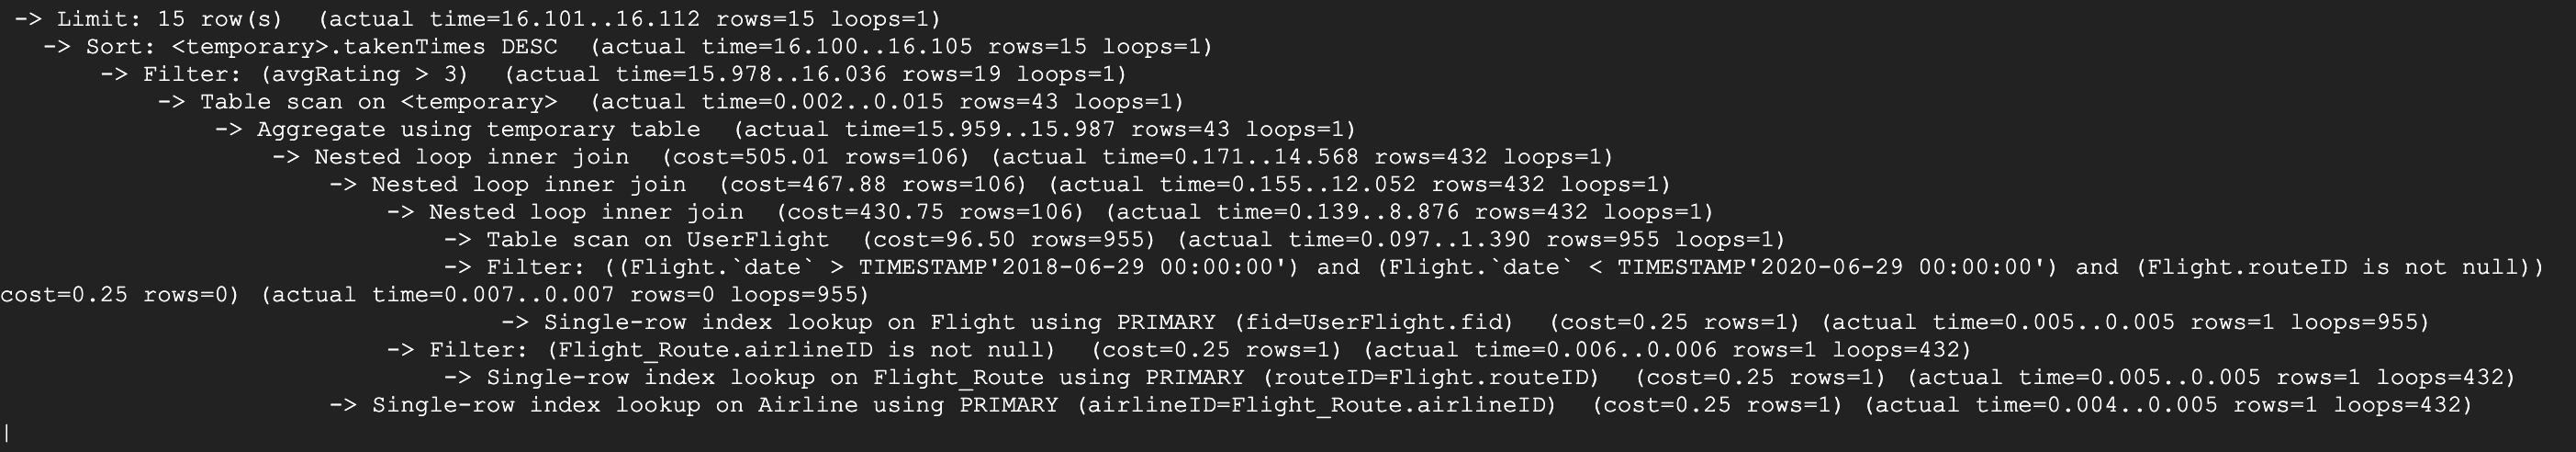 -> Limit: 15 row(s)  (actual time=16.101..16.112 rows=15 loops=1)
-> Sort: <temporary>.takenTimes DESC  (actual time=16.100..16.105 rows=15 loops=1)
-> Filter: (avgRating > 3)  (actual time=15.978..16.036 rows=19 loops=1)
-> Table scan on <temporary>  (actual time=0.002..0.015 rows=43 loops=1)
-> Aggregate using temporary table  (actual time=15.959..15.987 rows=43 loops=1)
-> Nested loop inner join  (cost=505.01 rows=106) (actual time=0.171..14.568 rows=432 loops=1)
-> Nested loop inner join  (cost=467.88 rows=106) (actual time=0.155..12.052 rows=432 loops=1)
-> Nested loop inner join  (cost=430.75 rows=106) (actual time=0.139..8.876 rows=432 loops=1)
-> Table scan on UserFlight  (cost=96.50 rows=955) (actual time=0.097..1.390 rows=955 loops=1)
-> Filter: ((Flight.`date` > TIMESTAMP'2018-06-29 00:00:00') and (Flight.`date` < TIMESTAMP'2020-06-29 00:00:00') and (Flight.routeID is not null))
cost=0.25 rows=0) (actual time=0.007..0.007 rows=0 loops=955)
-> Single-row index lookup on Flight using PRIMARY (fid=UserFlight.fid)  (cost=0.25 rows=1) (actual time=0.005..0.005 rows=1 loops=955)
-> Filter: (Flight_Route.airlineID is not null)  (cost=0.25 rows=1) (actual time=0.006..0.006 rows=1 loops=432)
-> Single-row index lookup on Flight_Route using PRIMARY (routeID=Flight.routeID)  (cost=0.25 rows=1) (actual time=0.005..0.005 rows=1 loops=432)
-> Single-row index lookup on Airline using PRIMARY (airlineID=Flight_Route.airlineID)  (cost=0.25 rows=1) (actual time=0.004..0.005 rows=1 loops=432)
|